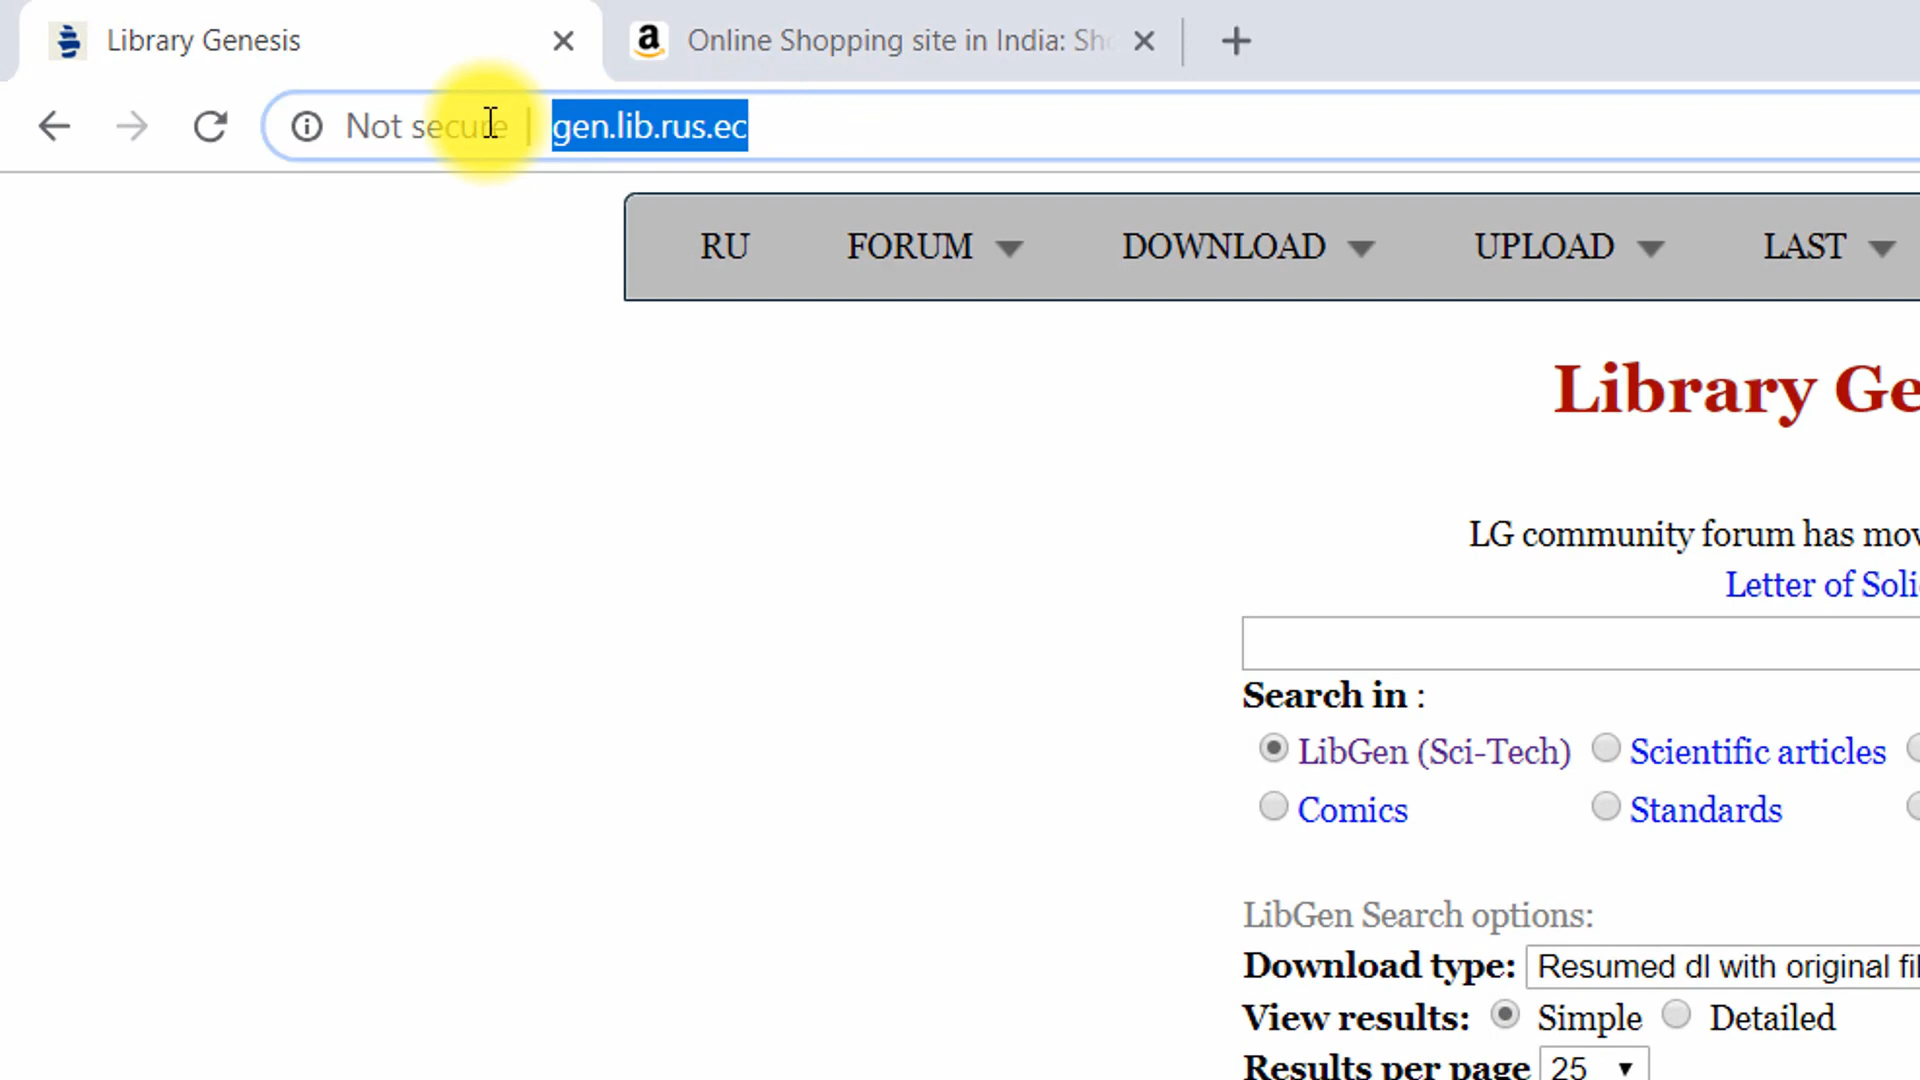 Library Genesis
Online Shopping site in India: Sh
Not secure | gen.lib.rus.ec
RU FORUM DOWNLOAD UPLOAD LAST
Library Ge
LG community forum has mov
Letter of Soli
Search in :
LibGen (Sci-Tech) Scientific articles
Comics Standards
LibGen Search options:
Download type: Resumed dl with original fil
View results: Simple Detailed
Results per page 25